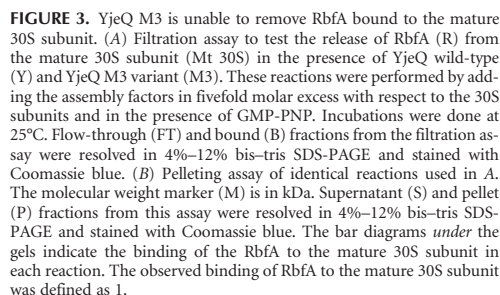 FIGURE 3. YjeQ M3 is unable to remove RbfA bound to the mature
30S subunit. (A) Filtration assay to test the release of RbfA (R) from
the mature 30S subunit (Mt 30S) in the presence of YjeQ wild-type
(Y) and YjeQ M3 variant (M3). These reactions were performed by add-
ing the assembly factors in fivefold molar excess with respect to the 30S
subunits and in the presence of GMP-PNP. Incubations were done at
25°C. Flow-through (FT) and bound (B) fractions from the filtration as-
say were resolved in 4%–12% bis–tris SDS-PAGE and stained with
Coomassie blue. (B) Pelleting assay of identical reactions used in A.
The molecular weight marker (M) is in kDa. Supernatant (S) and pellet
(P) fractions from this assay were resolved in 4%–12% bis–tris SDS-
PAGE and stained with Coomassie blue. The bar diagrams under the
gels indicate the binding of the RbfA to the mature 30S subunit in
each reaction. The observed binding of RbfA to the mature 30S subunit
was defined as 1.